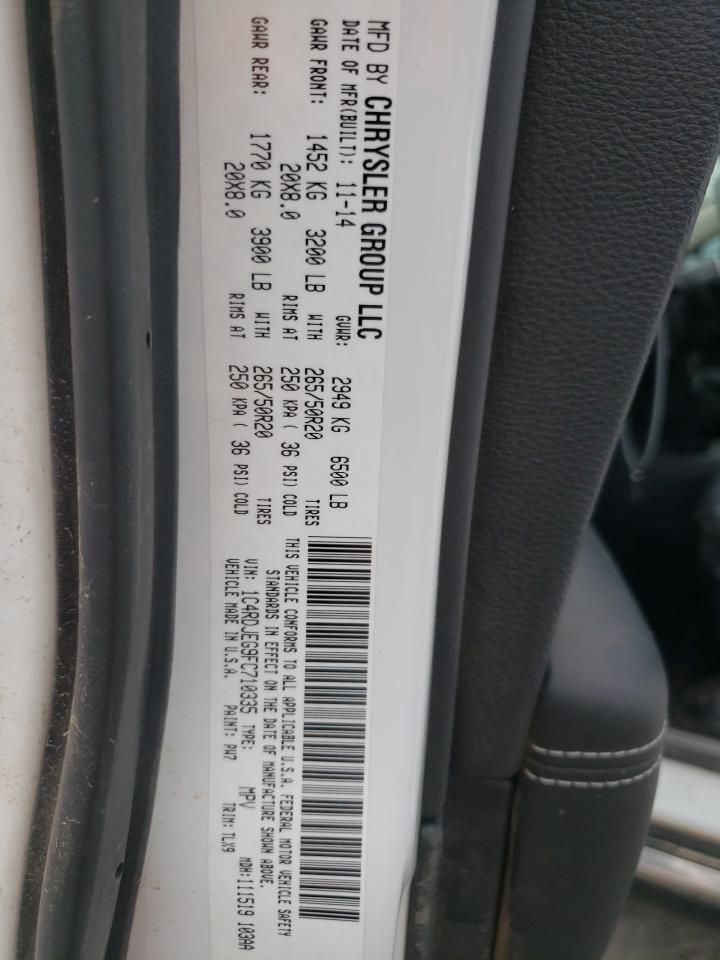 MFD BY CHRYSLER GROUP LLC
DATE OF MFR(BUILT): 11-14 GVWR: 2949 KG 6500 LB
GAWR FRONT: 1452 KG 3200 LB WITH 265/50R20 TIRES
20X8.0 RIMS AT 250 KPA ( 36 PSI) COLD
GAWR REAR: 1770 KG 3900 LB WITH 265/50R20 TIRES
20X8.0 RIMS AT 250 KPA ( 36 PSI) COLD
THIS VEHICLE CONFORMS TO ALL APPLICABLE U.S.A. FEDERAL MOTOR VEHICLE SAFETY
STANDARDS IN EFFECT ON THE DATE OF MANUFACTURE SHOWN ABOVE.
VIN: 1C4RDJEG9FC710335 TYPE: MPV MDH:111519 103AA
VEHICLE MADE IN U.S.A. PAINT: PW7 TRIM: TLX9